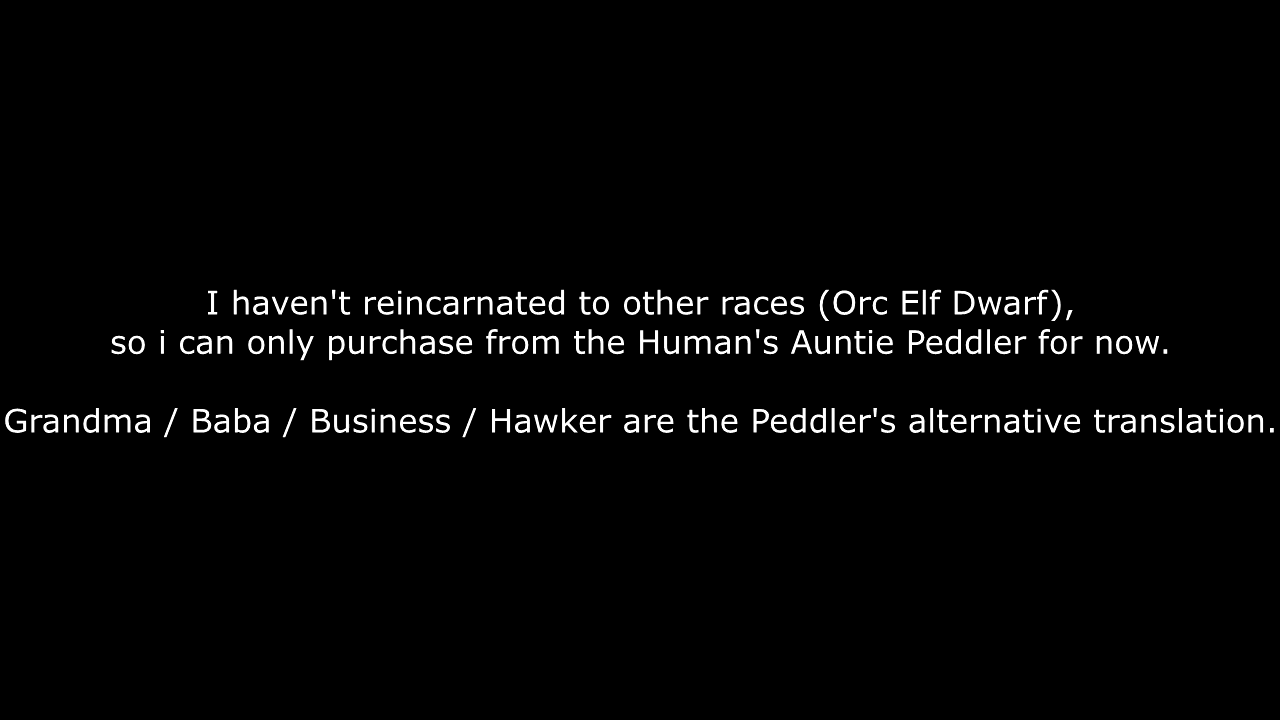 I haven't reincarnated to other races (Orc Elf Dwarf),
so i can only purchase from the Human's Auntie Peddler for now.
Grandma / Baba / Business / Hawker are the Peddler's alternative translation.